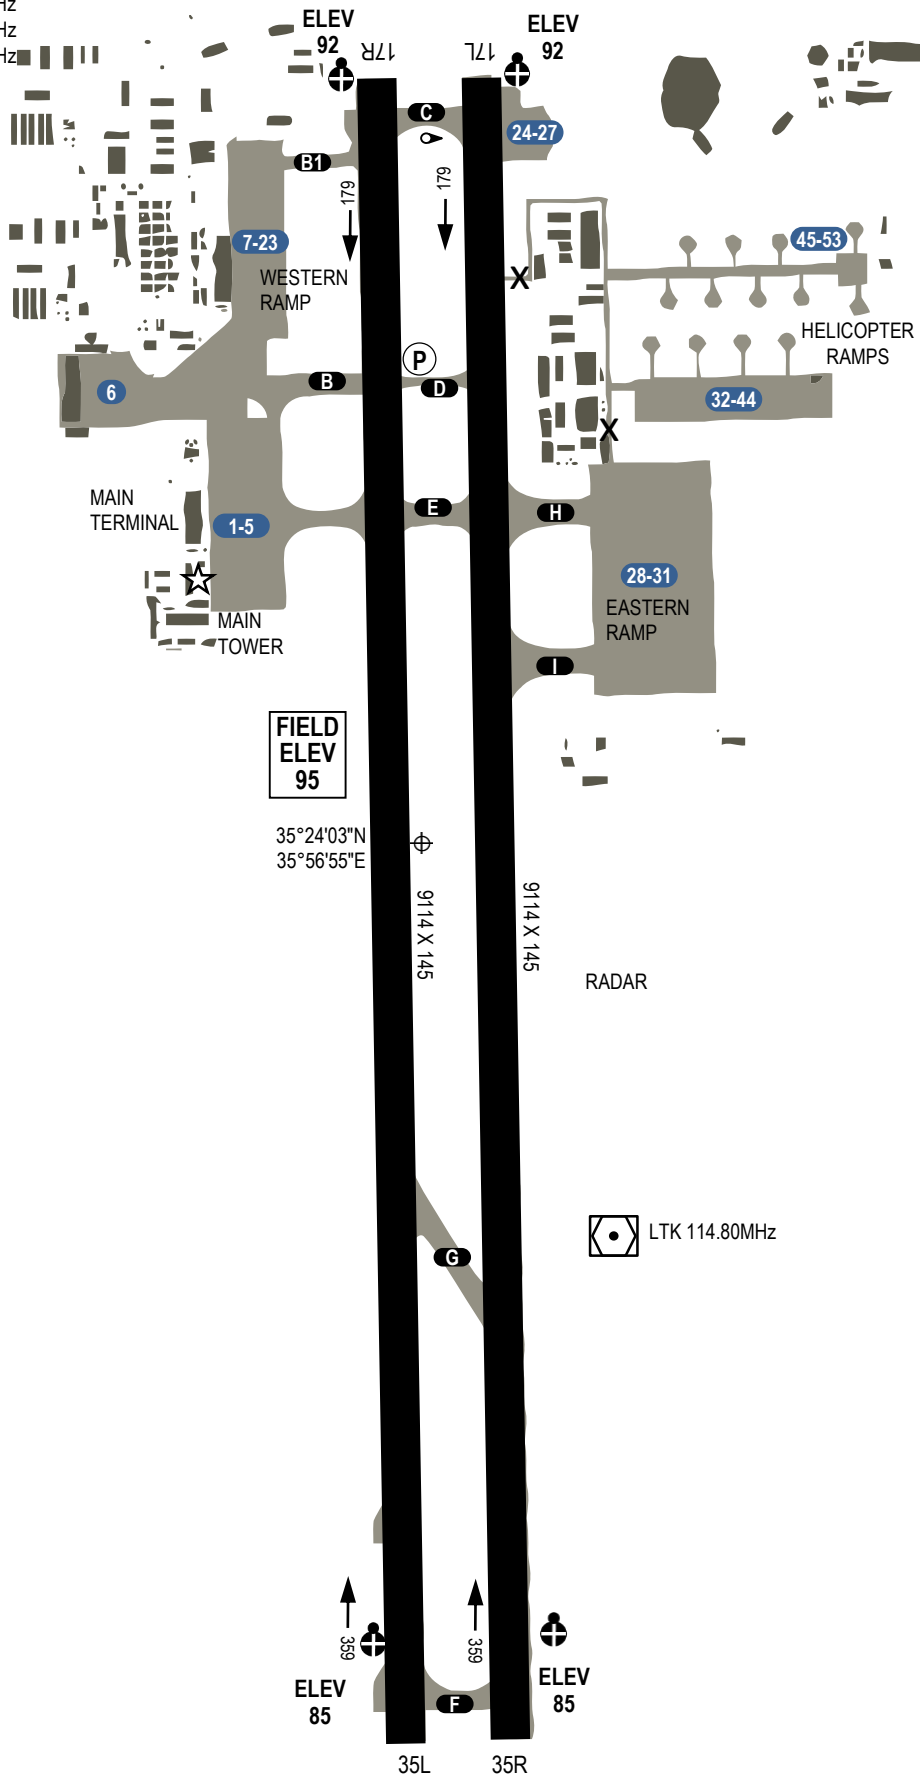 Hz
Hz
Hz
ELEV
92
17R
17L
ELEV
92
C
24-27
B1
179
179
7-23
WESTERN
RAMP
X
45-53
HELICOPTER
RAMPS
P
6
B
D
32-44
X
MAIN
TERMINAL
1-5
E
H
28-31
EASTERN
RAMP
MAIN
TOWER
I
FIELD
ELEV
95
35°24'03"N
35°56'55"E
9114 X 145
9114 X 145
RADAR
LTK 114.80MHz
G
359
359
ELEV
85
ELEV
85
F
35L
35R